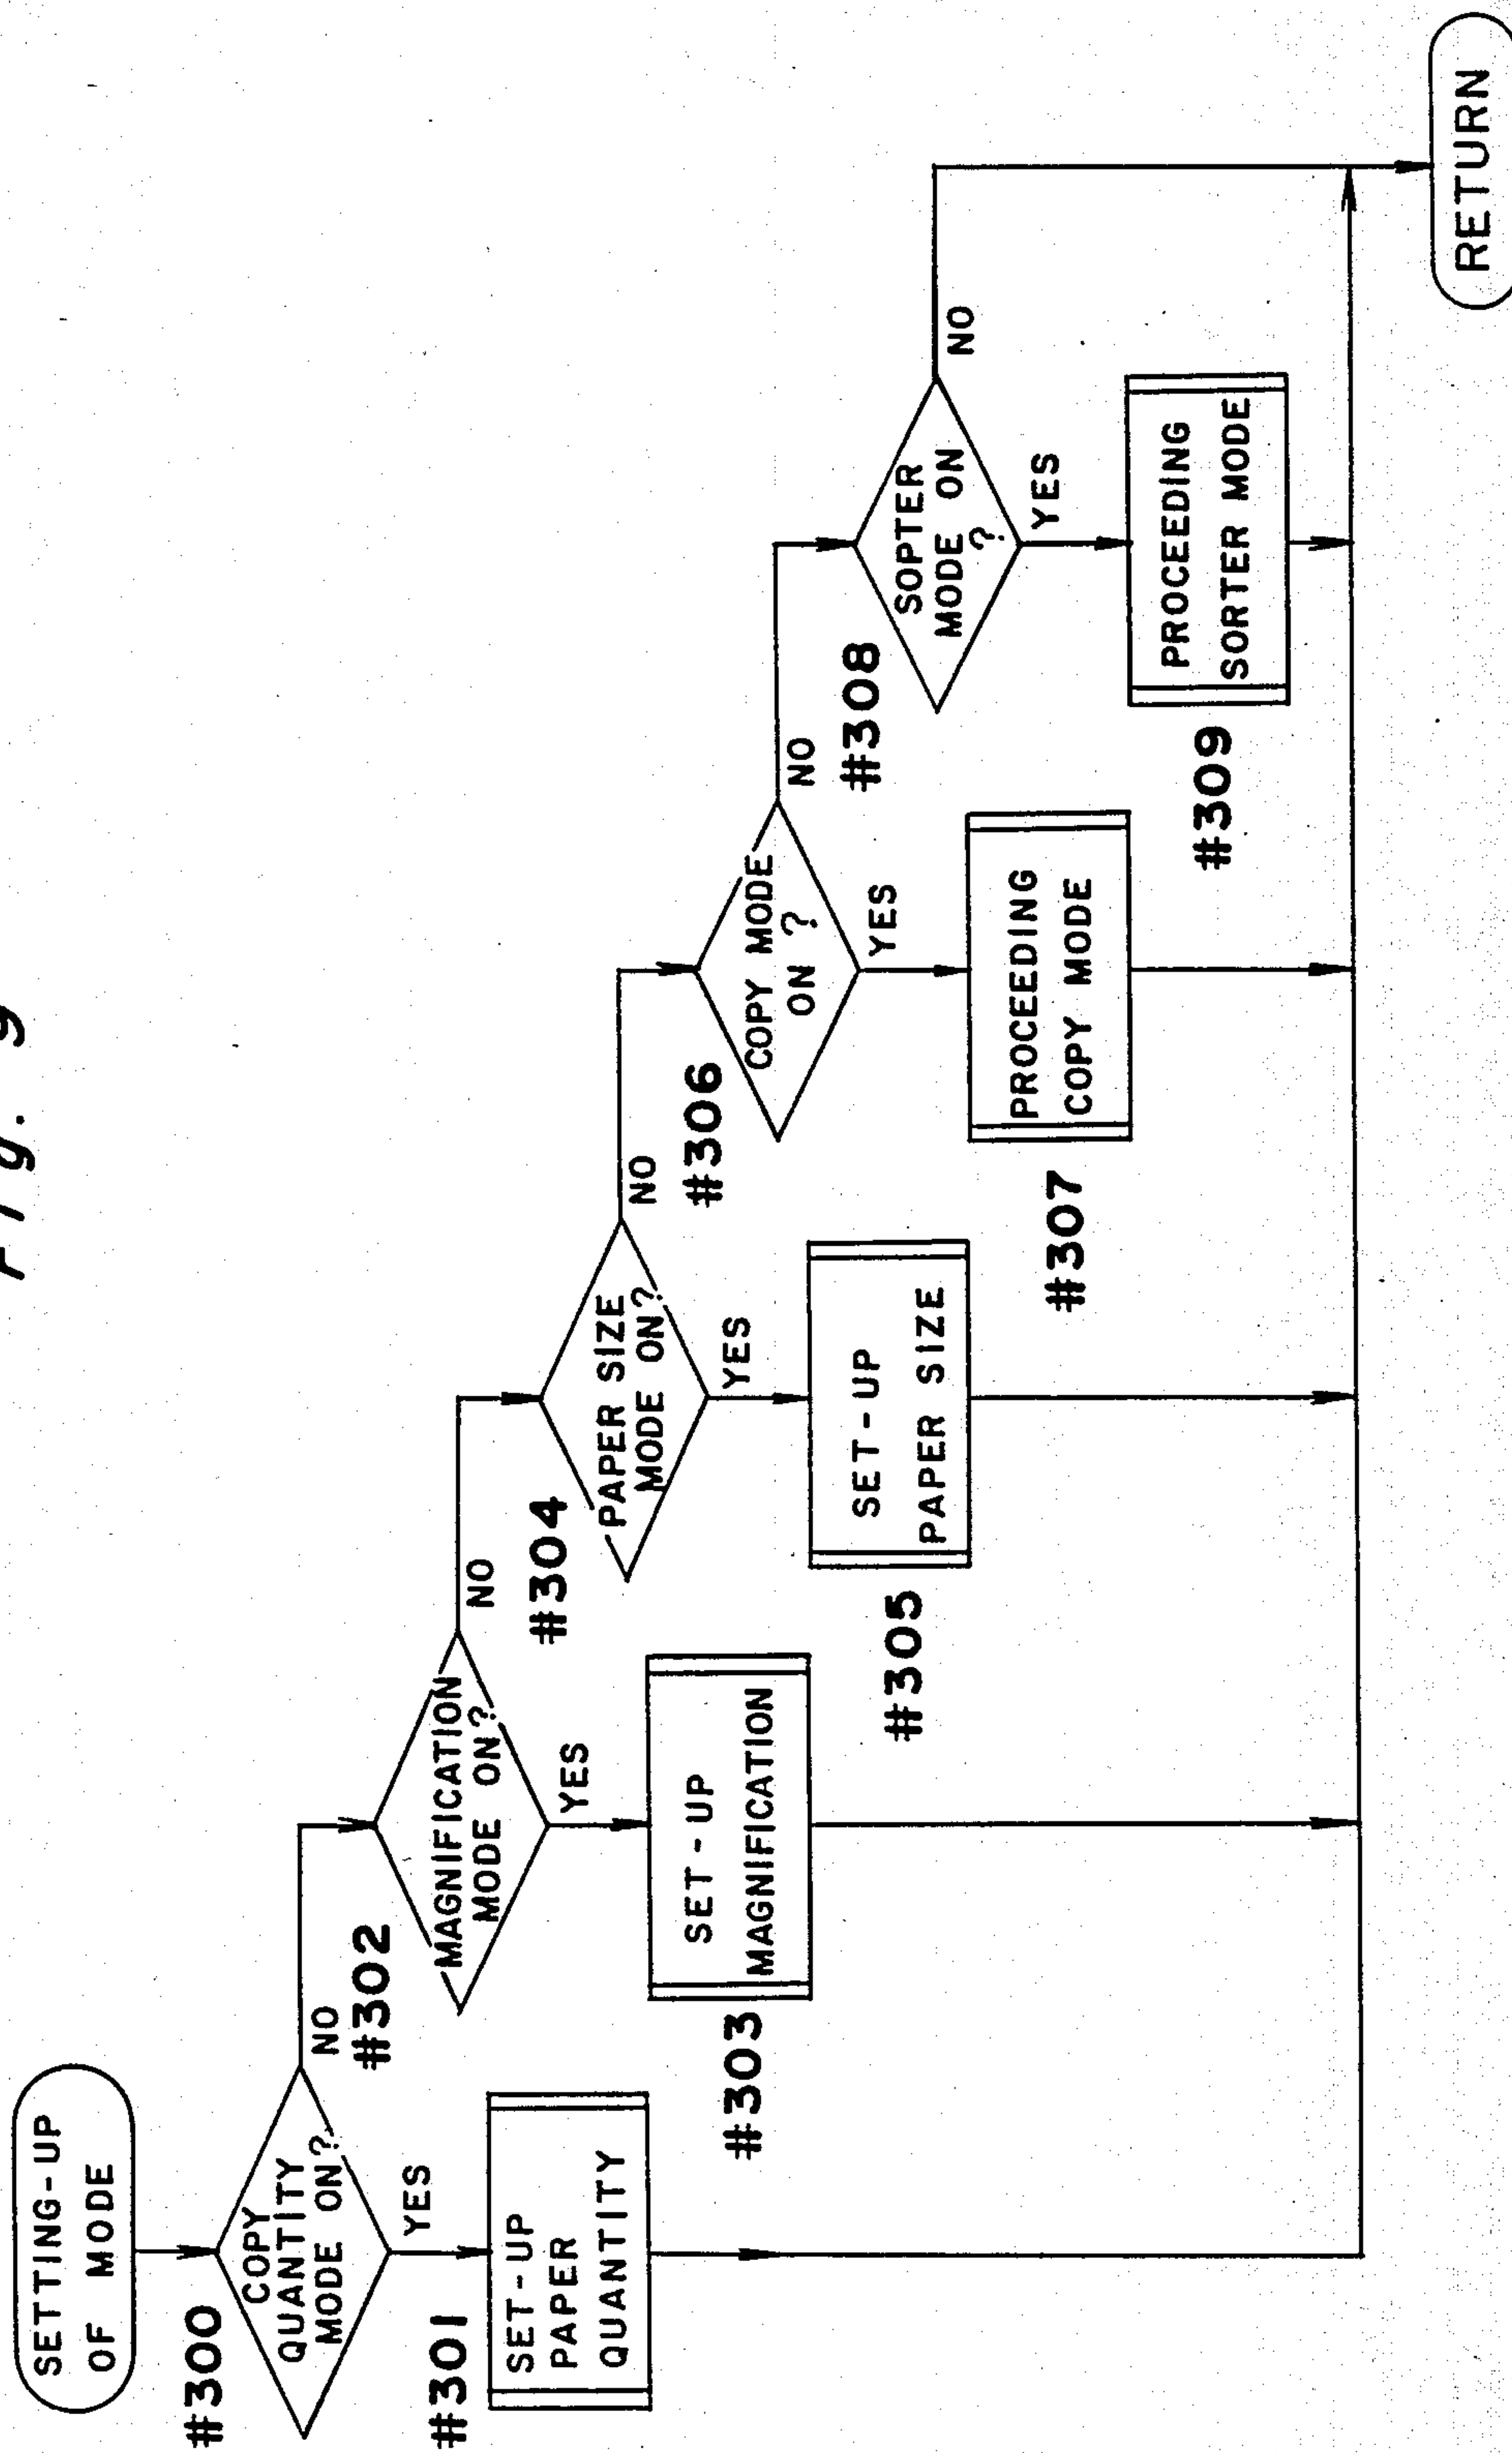 Fig. 9
SETTING-UP
OF MODE
#300
COPY
QUANTITY
MODE ON?
NO
YES
#301
SET-UP
PAPER
QUANTITY
#302
MAGNIFICATION
MODE ON?
NO
YES
#303
SET-UP
MAGNIFICATION
#304
PAPER SIZE
MODE ON?
NO
YES
#305
SET-UP
PAPER SIZE
#306
COPY MODE
ON ?
NO
YES
#307
PROCEEDING
COPY MODE
#308
SOPTER
MODE ON
?
NO
YES
#309
PROCEEDING
SORTER MODE
RETURN